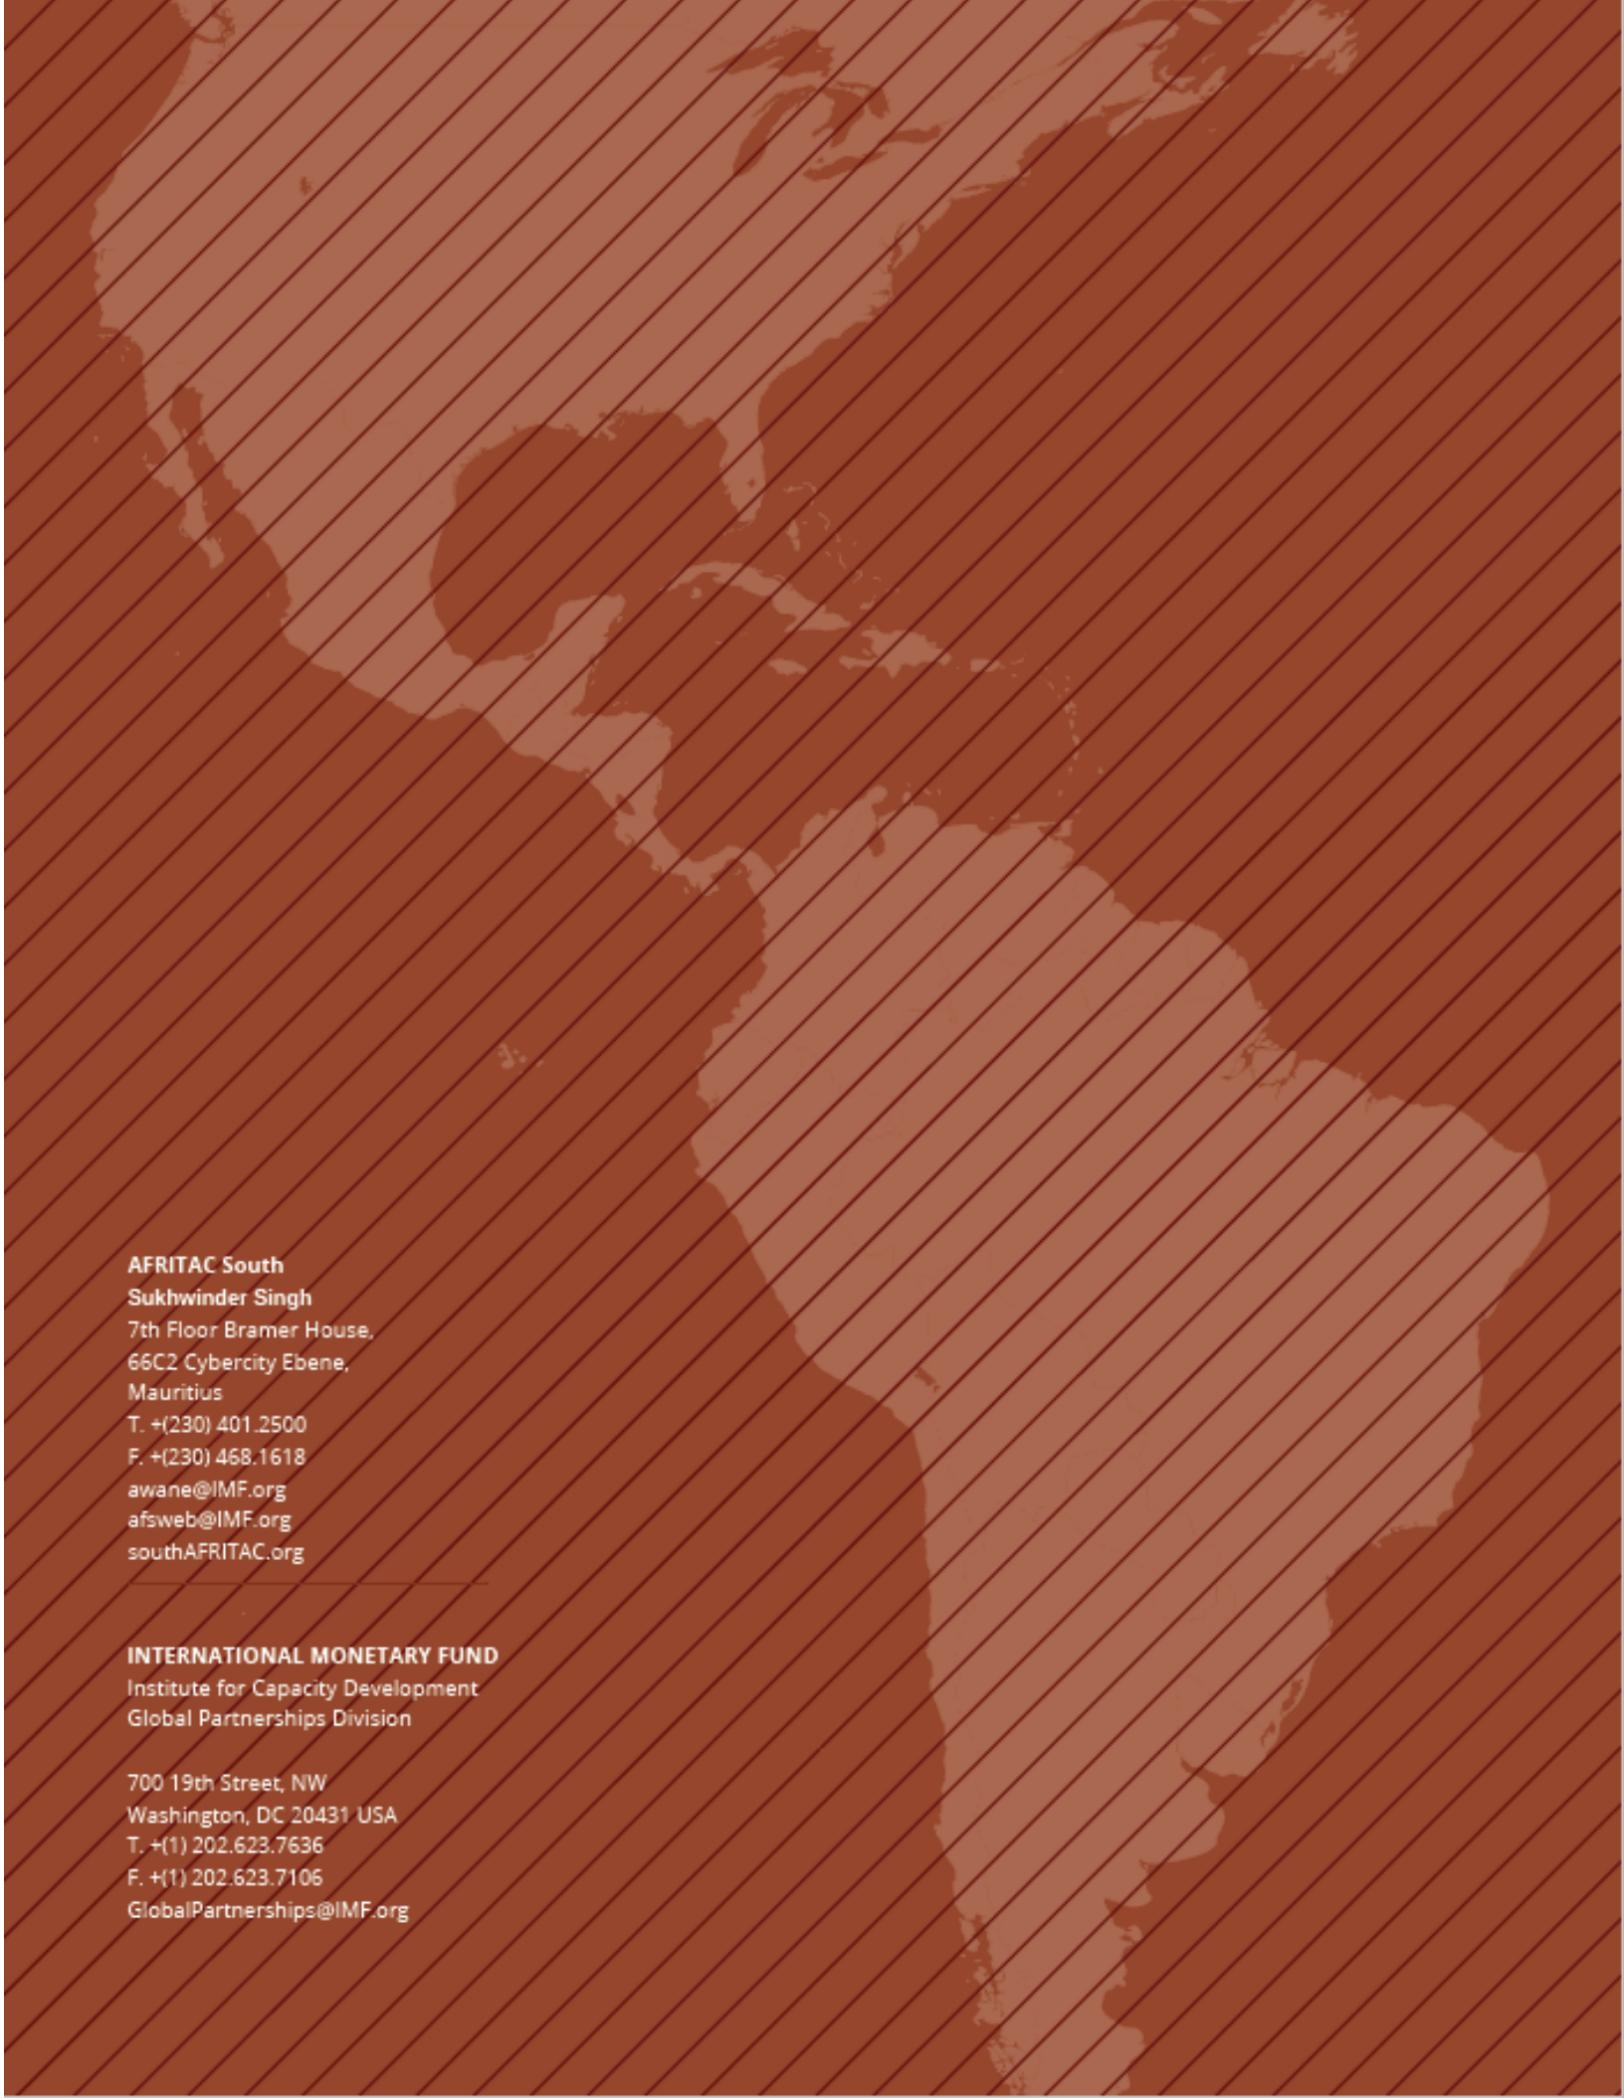 AFRITAC South
Sukhwinder Singh
7th Floor Bramer House,
66C2 Cybercity Ebene,
Mauritius
T. +(230) 401.2500
F. +(230) 468.1618
awane@IMF.org
afsweb@IMF.org
southAFRITAC.org
INTERNATIONAL MONETARY FUND
Institute for Capacity Development
Global Partnerships Division
700 19th Street, NW
Washington, DC 20431 USA
T. +(1) 202.623.7636
F. +(1) 202.623.7106
GlobalPartnerships@IMF.org